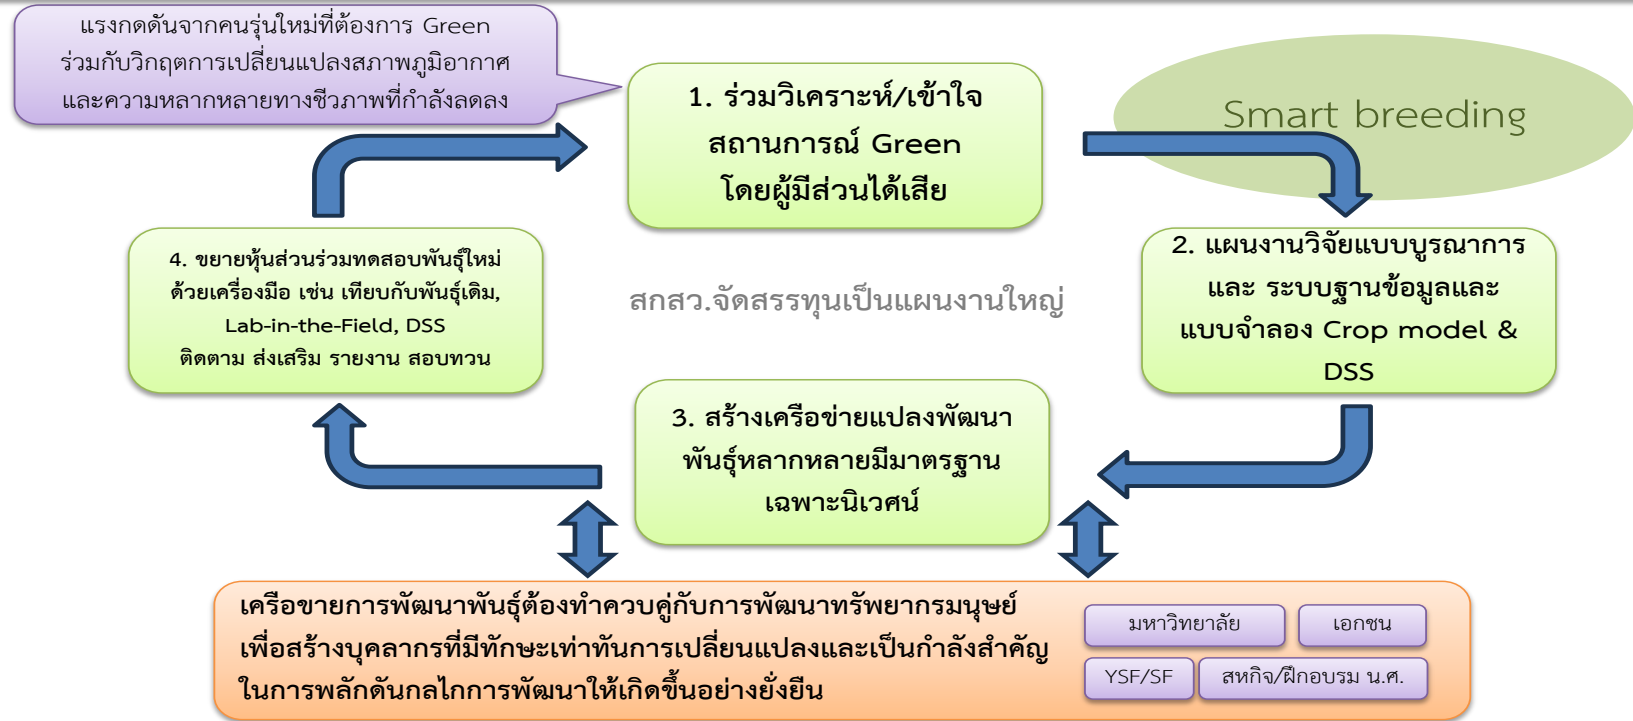 แรงกดดันจากคนรุ่นใหม่ที่ต้องการ Green
ร่วมกับวิกฤตการเปลี่ยนแปลงสภาพภูมิอากาศ
และความหลากหลายทางชีวภาพที่กำลังลดลง
1. ร่วมวิเคราะห์/เข้าใจ
สถานการณ์ Green
โดยผู้มีส่วนได้เสีย
Smart breeding
2. แผนงานวิจัยแบบบูรณาการ
และ ระบบฐานข้อมูลและ
แบบจำลอง Crop model &
DSS
4. ขยายหุ้นส่วนร่วมทดสอบพันธุ์ใหม่
ด้วยเครื่องมือ เช่น เทียบกับพันธุ์เดิม,
Lab-in-the-Field, DSS
ติดตาม ส่งเสริม รายงาน สอบทวน
สกสว.จัดสรรทุนเป็นแผนงานใหญ่
3. สร้างเครือข่ายแปลงพัฒนา
พันธุ์หลากหลายมีมาตรฐาน
เฉพาะนิเวศน์
เครือขายการพัฒนาพันธุ์ต้องทำควบคู่กับการพัฒนาทรัพยากรมนุษย์
เพื่อสร้างบุคลากรที่มีทักษะเท่าทันการเปลี่ยนแปลงและเป็นกำลังสำคัญ
ในการพลักดันกลไกการพัฒนาให้เกิดขึ้นอย่างยั่งยืน
มหาวิทยาลัย
เอกชน
YSF/SF
สหกิจ/ฝึกอบรม น.ศ.